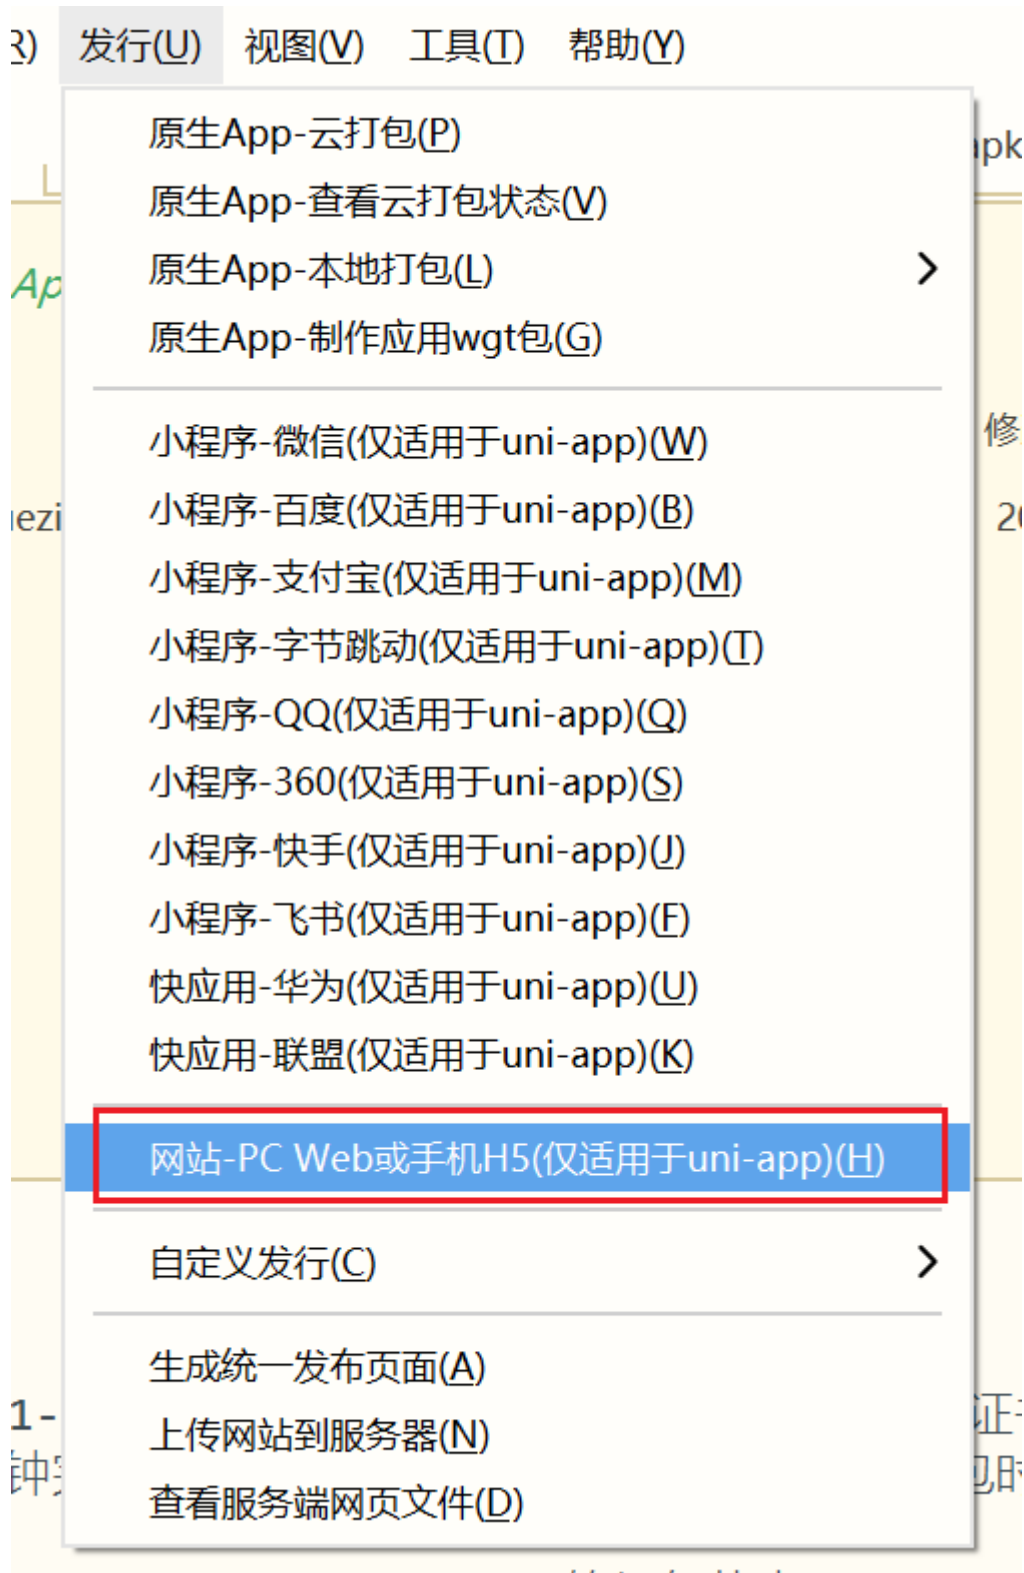 R) 发行(U) 视图(V) 工具(T) 帮助(Y)
原生App-云打包(P)
apk
原生App-查看云打包状态(V)
原生App-本地打包(L)
Ap
原生App-制作应用wgt包(G)
小程序-微信(仅适用于uni-app)(W)
修
小程序-百度(仅适用于uni-app)(B)
ezi
20
小程序-支付宝(仅适用于uni-app)(M)
小程序-字节跳动(仅适用于uni-app)(T)
小程序-QQ(仅适用于uni-app)(Q)
小程序-360(仅适用于uni-app)(S)
小程序-快手(仅适用于uni-app)(J)
小程序-飞书(仅适用于uni-app)(F)
快应用-华为(仅适用于uni-app)(U)
快应用-联盟(仅适用于uni-app)(K)
网站-PC Web或手机H5(仅适用于uni-app)(H)
自定义发行(C)
生成统一发布页面(A)
1-
证
上传网站到服务器(N)
钟
包时
查看服务端网页文件(D)